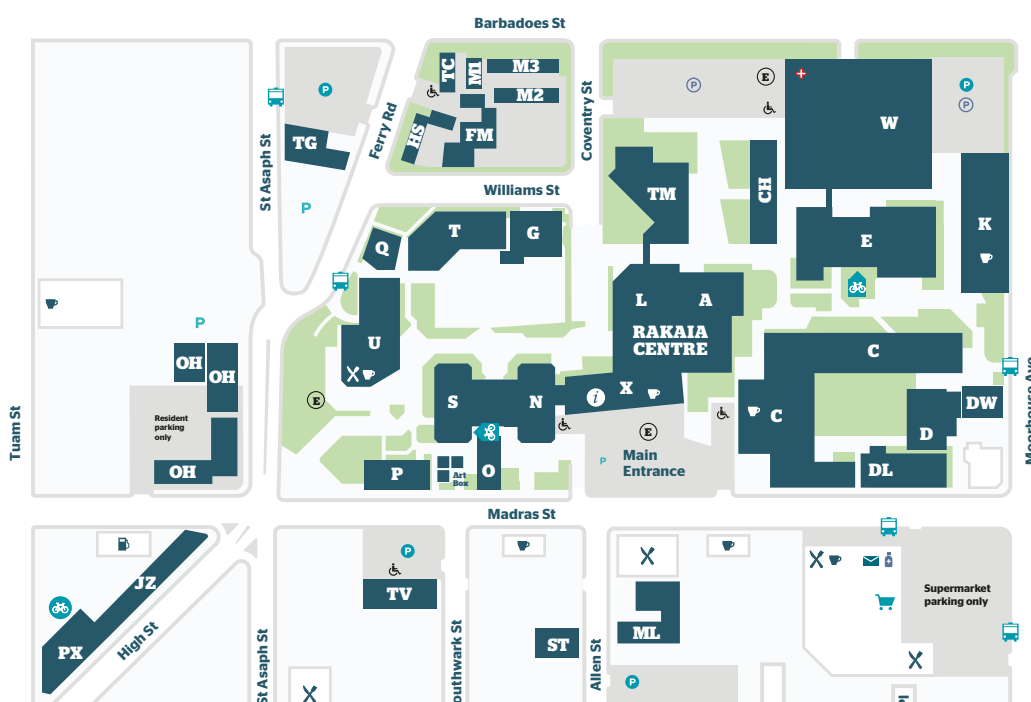 Barbadoes St
P
TC
M1
M3
M2
HS
FM
P
E
W
P
P
St Asaph St
TG
Ferry Rd
Coventry St
P
Williams St
TM
CH
K
E
Q
T
G
L
A
RAKAIA
CENTRE
P
U
OH
OH
C
X
i
C
DW
Moorhouse Ave
Tuam St
Resident
parking
only
OH
E
S
N
E
Main
Entrance
P
P
Art
Box
O
D
DL
Madras St
JZ
PX
High St
St Asaph St
P
TV
Southwark St
ST
Allen St
ML
P
Supermarket
parking only